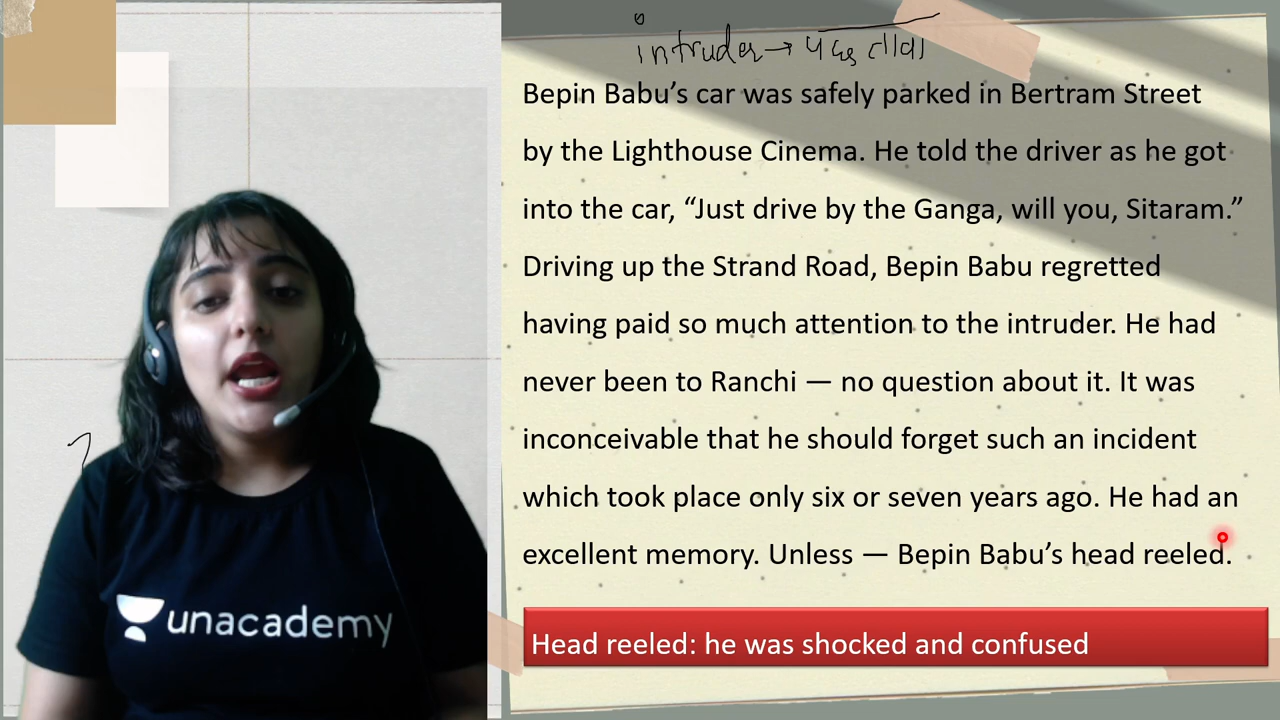 intruder →
Bepin Babu’s car was safely parked in Bertram Street
by the Lighthouse Cinema. He told the driver as he got
into the car, “Just drive by the Ganga, will you, Sitaram.”
Driving up the Strand Road, Bepin Babu regretted
having paid so much attention to the intruder. He had
never been to Ranchi — no question about it. It was
inconceivable that he should forget such an incident
which took place only six or seven years ago. He had an
excellent memory. Unless — Bepin Babu’s head reeled.
Head reeled: he was shocked and confused
unacademy